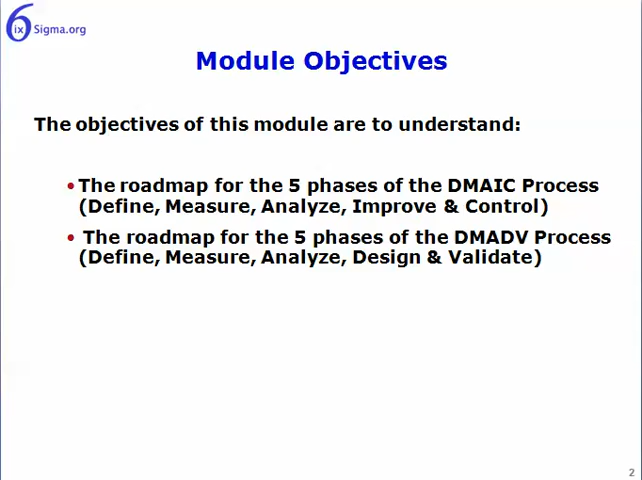 6ixSigma.org
Module Objectives
The objectives of this module are to understand:
• The roadmap for the 5 phases of the DMAIC Process
(Define, Measure, Analyze, Improve & Control)
• The roadmap for the 5 phases of the DMADV Process
(Define, Measure, Analyze, Design & Validate)
2